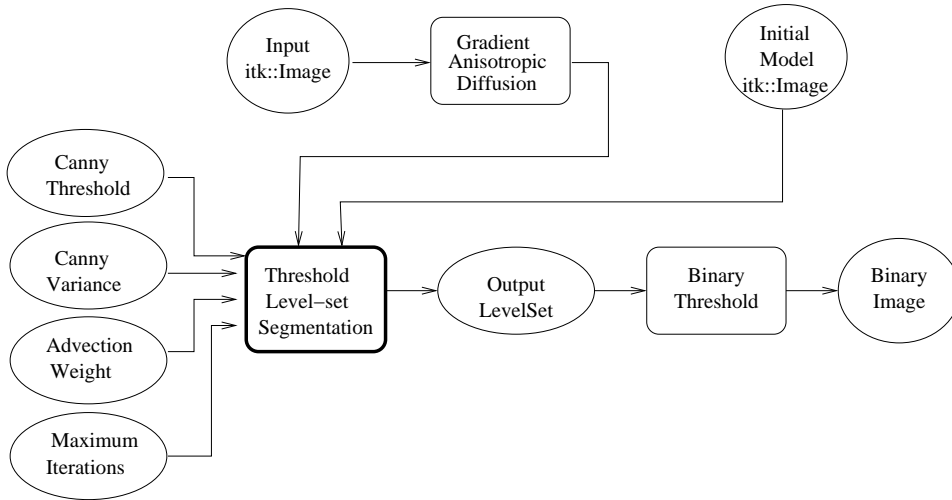 Input
itk::Image
Gradient
Anisotropic
Diffusion
Initial
Model
itk::Image
Canny
Threshold
Canny
Variance
Advection
Weight
Maximum
Iterations
Threshold
Level−set
Segmentation
Output
LevelSet
Binary
Threshold
Binary
Image